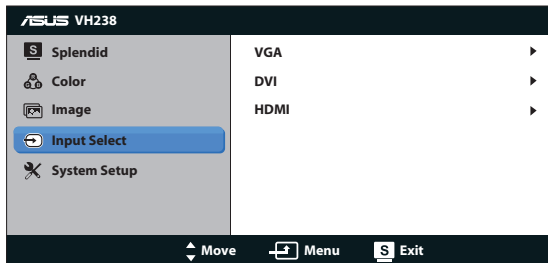 ASUS VH238
S Splendid
Color
Image
Input Select
System Setup
VGA
DVI
HDMI
Move Menu S Exit